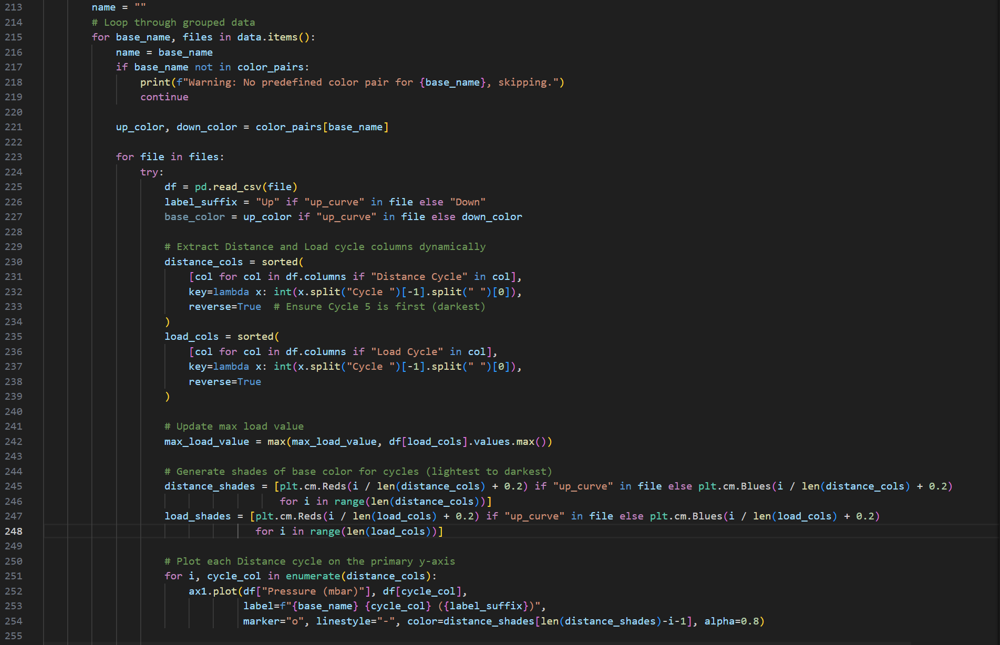 213 name = ""
214 # Loop through grouped data
215 for base_name, files in data.items():
216 name = base_name
217 if base_name not in color_pairs:
218 print(f"Warning: No predefined color pair for {base_name}, skipping.")
219 continue
220
221 up_color, down_color = color_pairs[base_name]
222
223 for file in files:
224 try:
225 df = pd.read_csv(file)
226 label_suffix = "Up" if "up_curve" in file else "Down"
227 base_color = up_color if "up_curve" in file else down_color
228
229 # Extract Distance and Load cycle columns dynamically
230 distance_cols = sorted(
231 [col for col in df.columns if "Distance Cycle" in col],
232 key=lambda x: int(x.split("Cycle ")[-1].split(" ")[0]),
233 reverse=True  # Ensure Cycle 5 is first (darkest)
234 )
235 load_cols = sorted(
236 [col for col in df.columns if "Load Cycle" in col],
237 key=lambda x: int(x.split("Cycle ")[-1].split(" ")[0]),
238 reverse=True
239 )
240
241 # Update max load value
242 max_load_value = max(max_load_value, df[load_cols].values.max())
243
244 # Generate shades of base color for cycles (lightest to darkest)
245 distance_shades = [plt.cm.Reds(i / len(distance_cols) + 0.2) if "up_curve" in file else plt.cm.Blues(i / len(distance_cols) + 0.2)
246 for i in range(len(distance_cols))]
247 load_shades = [plt.cm.Reds(i / len(load_cols) + 0.2) if "up_curve" in file else plt.cm.Blues(i / len(load_cols) + 0.2)
248 for i in range(len(load_cols))]
249
250 # Plot each Distance cycle on the primary y-axis
251 for i, cycle_col in enumerate(distance_cols):
252 ax1.plot(df["Pressure (mbar)"], df[cycle_col],
253 label=f"{base_name} {cycle_col} ({label_suffix})",
254 marker="o", linestyle="-", color=distance_shades[len(distance_shades)-i-1], alpha=0.8)
255